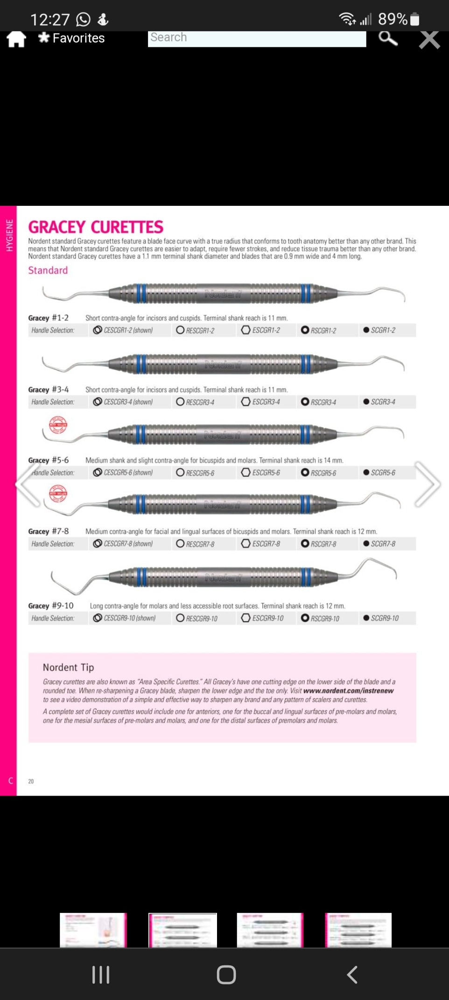 12:27
89%
Favorites
Search
HYGIENE
GRACEY CURETTES
Nordent standard Gracey curettes feature a blade face curve with a true radius that conforms to tooth anatomy better than any other brand. This
means that Nordent standard Gracey curettes are easier to adapt, require fewer strokes, and reduce tissue trauma better than any other brand.
Nordent standard Gracey curettes have a 1.1 mm terminal shank diameter and blades that are 0.9 mm wide and 4 mm long.
Standard
Nordent
Gracey #1-2 Short contra-angle for incisors and cuspids. Terminal shank reach is 11 mm.
Handle Selection: CESCGR1-2 (shown) RESCGR1-2 ESCGR1-2 RSCGR1-2 SCGR1-2
Nordent
Gracey #3-4 Short contra-angle for incisors and cuspids. Terminal shank reach is 11 mm.
Handle Selection: CESCGR3-4 (shown) RESCGR3-4 ESCGR3-4 RSCGR3-4 SCGR3-4
BEST SELLER
Nordent
Gracey #5-6 Medium shank and slight contra-angle for bicuspids and molars. Terminal shank reach is 14 mm.
Handle Selection: CESCGR5-6 (shown) RESCGR5-6 ESCGR5-6 RSCGR5-6 SCGR5-6
BEST SELLER
Nordent
Gracey #7-8 Medium contra-angle for facial and lingual surfaces of bicuspids and molars. Terminal shank reach is 12 mm.
Handle Selection: CESCGR7-8 (shown) RESCGR7-8 ESCGR7-8 RSCGR7-8 SCGR7-8
Nordent
Gracey #9-10 Long contra-angle for molars and less accessible root surfaces. Terminal shank reach is 12 mm.
Handle Selection: CESCGR9-10 (shown) RESCGR9-10 ESCGR9-10 RSCGR9-10 SCGR9-10
Nordent Tip
Gracey curettes are also known as "Area Specific Curettes." All Gracey's have one cutting edge on the lower side of the blade and a
rounded toe. When re-sharpening a Gracey blade, sharpen the lower edge and the toe only. Visit www.nordent.com/instrenew
to see a video demonstration of a simple and effective way to sharpen any brand and any pattern of scalers and curettes.
A complete set of Gracey curettes would include one for anteriors, one for the buccal and lingual surfaces of pre-molars and molars,
one for the mesial surfaces of pre-molars and molars, and one for the distal surfaces of premolars and molars.
C 20